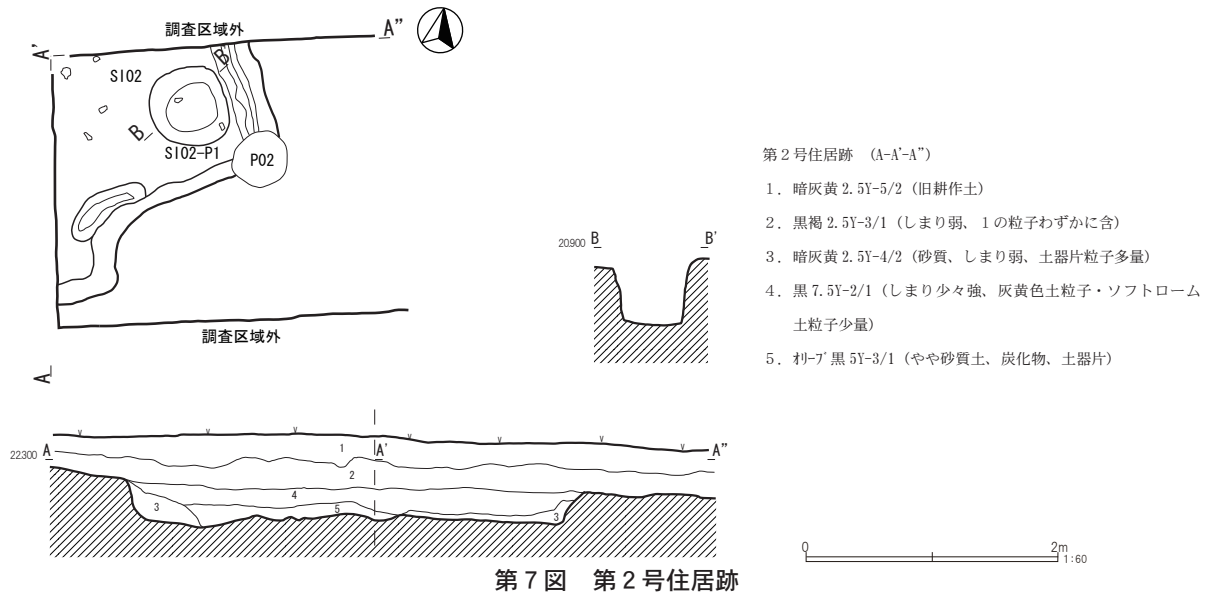 調査区域外
A'
A”
SI02
B'
B
SI02-P1
P02
調査区域外
A
第２号住居跡　(A-A'-A”)
１．暗灰黄 2.5Y-5/2（旧耕作土）
２．黒褐 2.5Y-3/1（しまり弱、１の粒子わずかに含）
３．暗灰黄 2.5Y-4/2（砂質、しまり弱、土器片粒子多量）
４．黒 7.5Y-2/1（しまり少々強、灰黄色土粒子・ソフトローム
土粒子少量）
５．ｵﾘｰﾌﾞ黒 5Y-3/1（やや砂質土、炭化物、土器片）
20.900 B B'
22.300 A A' A”
1
2
4
3
5
3
0 2m
1:60
第７図　第２号住居跡